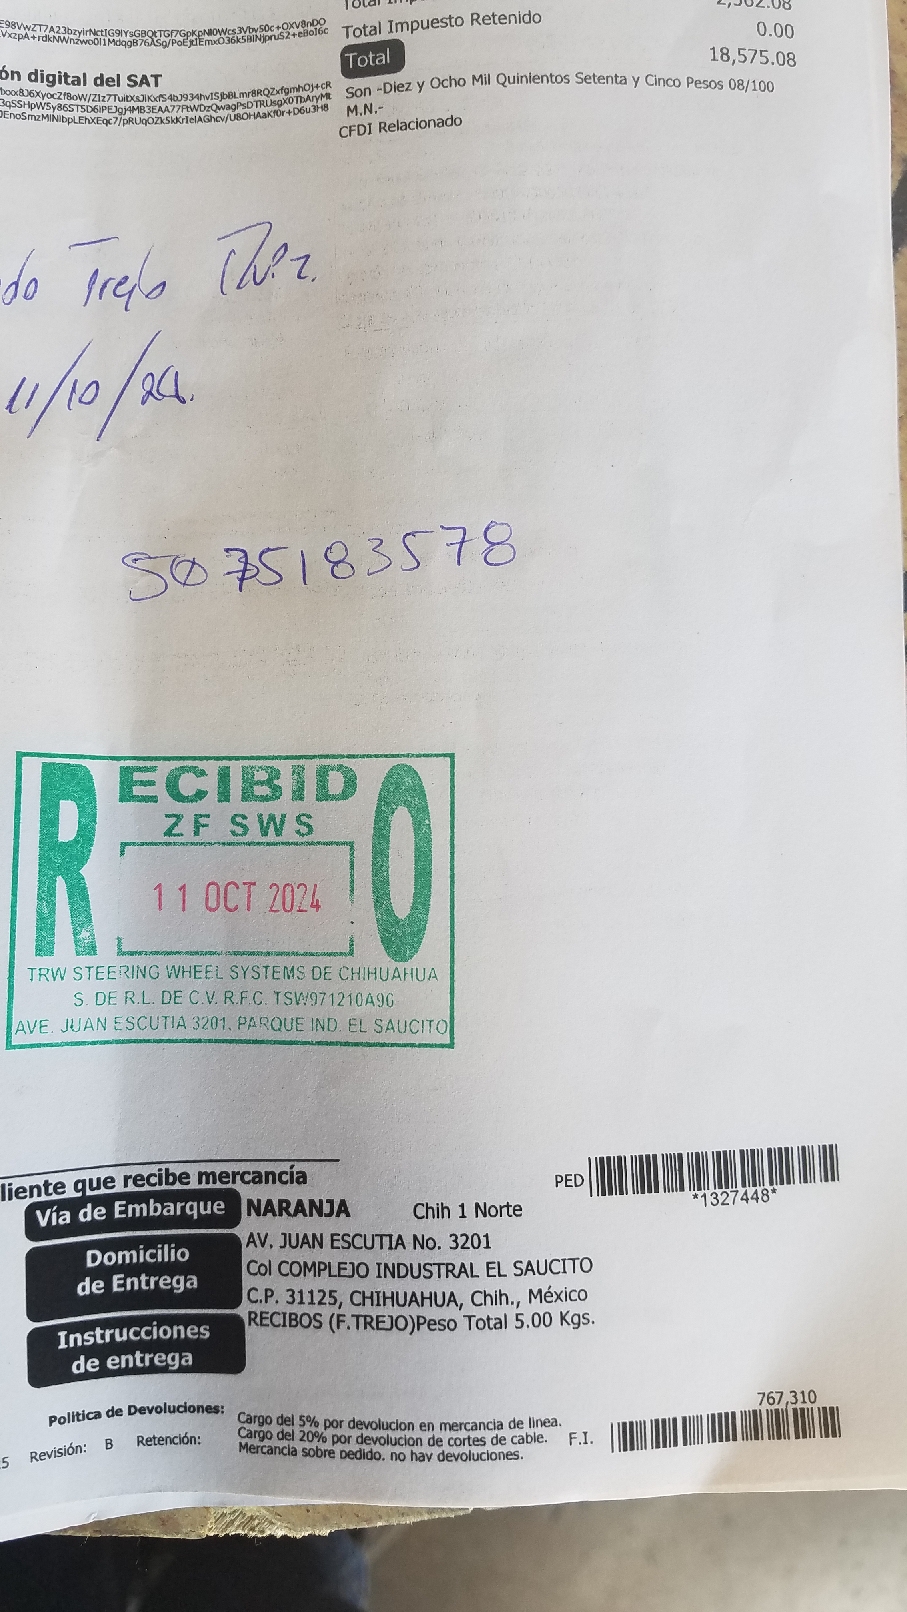 Total Impuesto Retenido 0.00
Total 18,575.08
Son -Diez y Ocho Mil Quinientos Setenta y Cinco Pesos 08/100
M.N.-
CFDI Relacionado
ón digital del SAT
do Trejo
11/10/24.
5075183578
RECIBIDO
ZF SWS
11 OCT 2024
TRW STEERING WHEEL SYSTEMS DE CHIHUAHUA
S. DE R.L. DE C.V. R.F.C. TSW971210A96
AVE. JUAN ESCUTIA 3201, PARQUE IND. EL SAUCITO
liente que recibe mercancía
PED
*1327448*
Vía de Embarque NARANJA Chih 1 Norte
Domicilio de Entrega
AV. JUAN ESCUTIA No. 3201
Col COMPLEJO INDUSTRAL EL SAUCITO
C.P. 31125, CHIHUAHUA, Chih., México
Instrucciones de entrega
RECIBOS (F.TREJO)Peso Total 5.00 Kgs.
767,310
Politica de Devoluciones: Cargo del 5% por devolucion en mercancia de linea.
Cargo del 20% por devolucion de cortes de cable. F.I.
Mercancia sobre pedido, no hay devoluciones.
5 Revisión: B Retención: